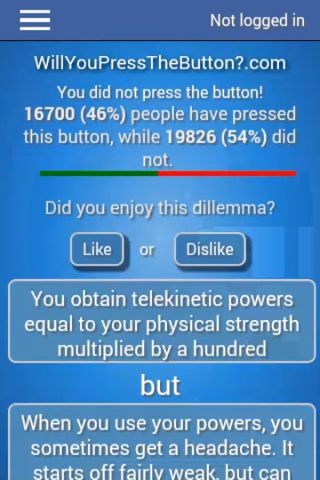 Not logged in
WillYouPressTheButton?.com
You did not press the button!
16700 (46%) people have pressed
this button, while 19826 (54%) did
not.
Did you enjoy this dillemma?
Like or Dislike
You obtain telekinetic powers
equal to your physical strength
multiplied by a hundred
but
When you use your powers, you
sometimes get a headache. It
starts off fairly weak, but can